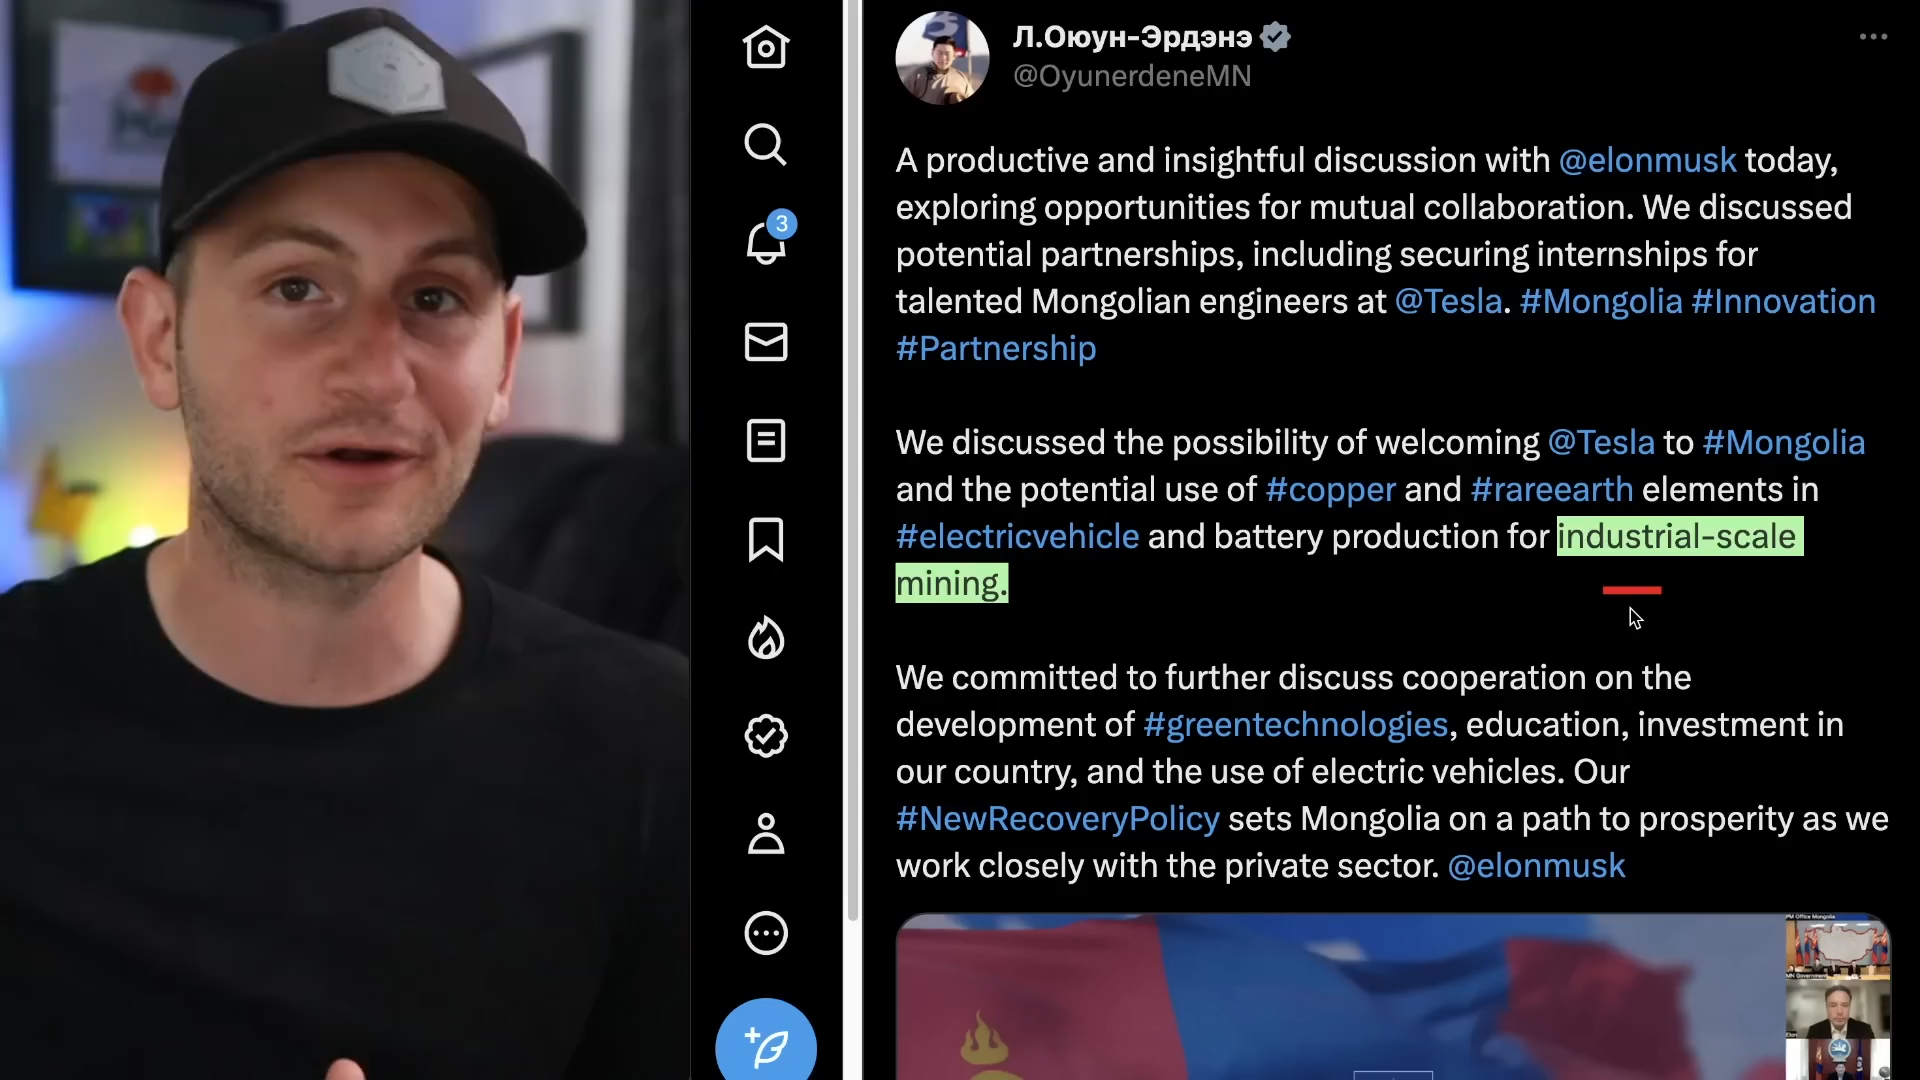 Л.Оюун-Эрдэнэ
@OyunerdeneMN
A productive and insightful discussion with @elonmusk today,
exploring opportunities for mutual collaboration. We discussed
potential partnerships, including securing internships for
talented Mongolian engineers at @Tesla. #Mongolia #Innovation
#Partnership
We discussed the possibility of welcoming @Tesla to #Mongolia
and the potential use of #copper and #rareearth elements in
#electricvehicle and battery production for industrial-scale
mining.
We committed to further discuss cooperation on the
development of #greentechnologies, education, investment in
our country, and the use of electric vehicles. Our
#NewRecoveryPolicy sets Mongolia on a path to prosperity as we
work closely with the private sector. @elonmusk
3
PM Office Mongolia
MN Government